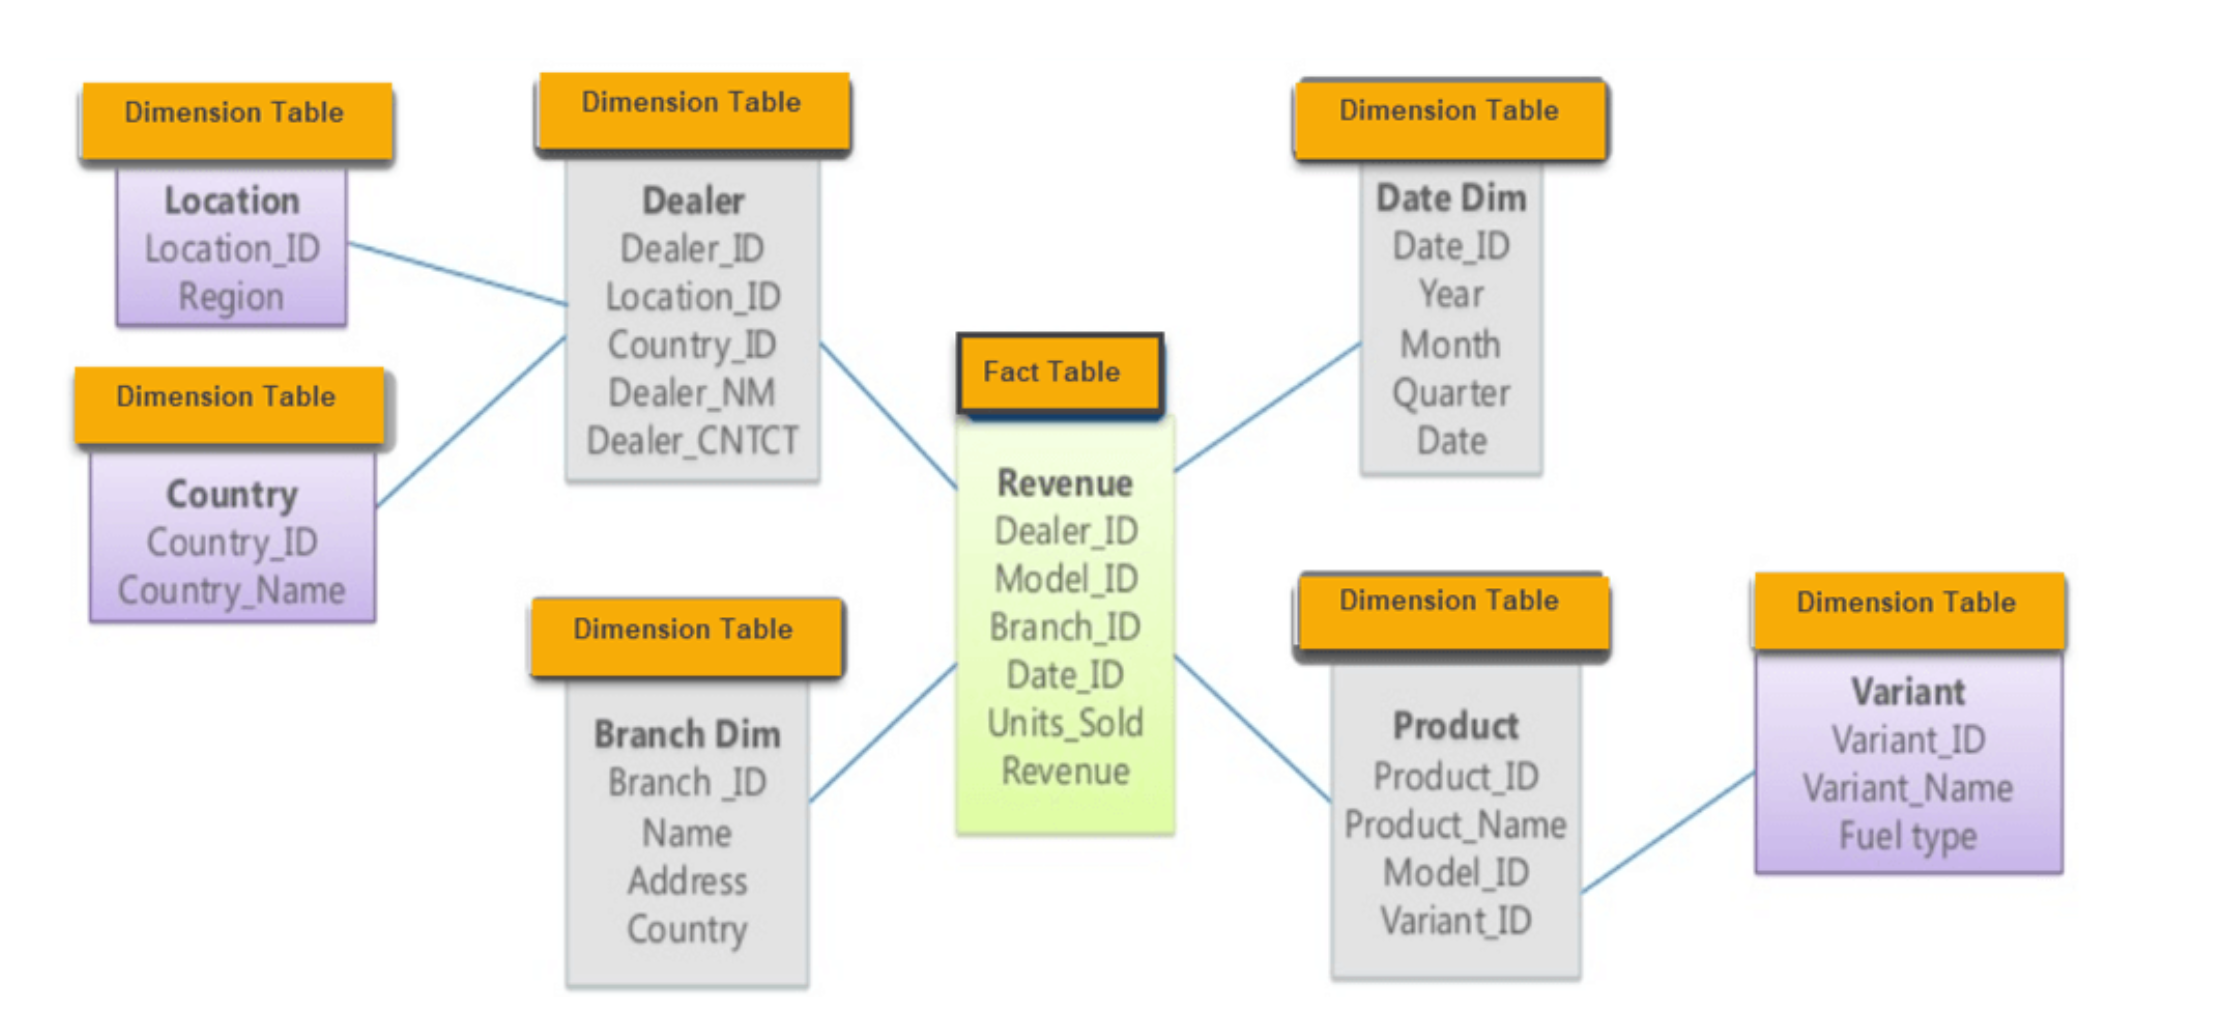 Dimension Table
Location
Location_ID
Region
Dimension Table
Country
Country_ID
Country_Name
Dimension Table
Dealer
Dealer_ID
Location_ID
Country_ID
Dealer_NM
Dealer_CNTCT
Dimension Table
Branch Dim
Branch _ID
Name
Address
Country
Fact Table
Revenue
Dealer_ID
Model_ID
Branch_ID
Date_ID
Units_Sold
Revenue
Dimension Table
Date Dim
Date_ID
Year
Month
Quarter
Date
Dimension Table
Product
Product_ID
Product_Name
Model_ID
Variant_ID
Dimension Table
Variant
Variant_ID
Variant_Name
Fuel type